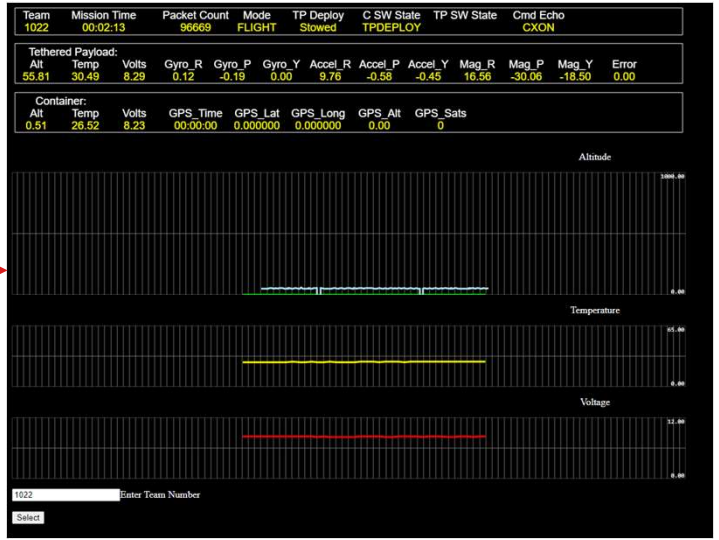 Team Mission Time Packet Count Mode TP Deploy C SW State TP SW State Cmd Echo
1022 00:02:13 96669 FLIGHT Stowed TPDEPLOY CXON
Tethered Payload:
Alt Temp Volts Gyro_R Gyro_P Gyro_Y Accel_R Accel_P Accel_Y Mag_R Mag_P Mag_Y Error
55.81 30.49 8.29 0.12 -0.19 0.00 9.76 -0.58 -0.45 16.56 -30.06 -18.50 0.00
Container:
Alt Temp Volts GPS_Time GPS_Lat GPS_Long GPS_Alt GPS_Sats
0.51 26.52 8.23 00:00:00 0.000000 0.000000 0.00 0
Altitude
1000.00
0.00
Temperature
65.00
0.00
Voltage
12.00
0.00
1022 Enter Team Number
Select